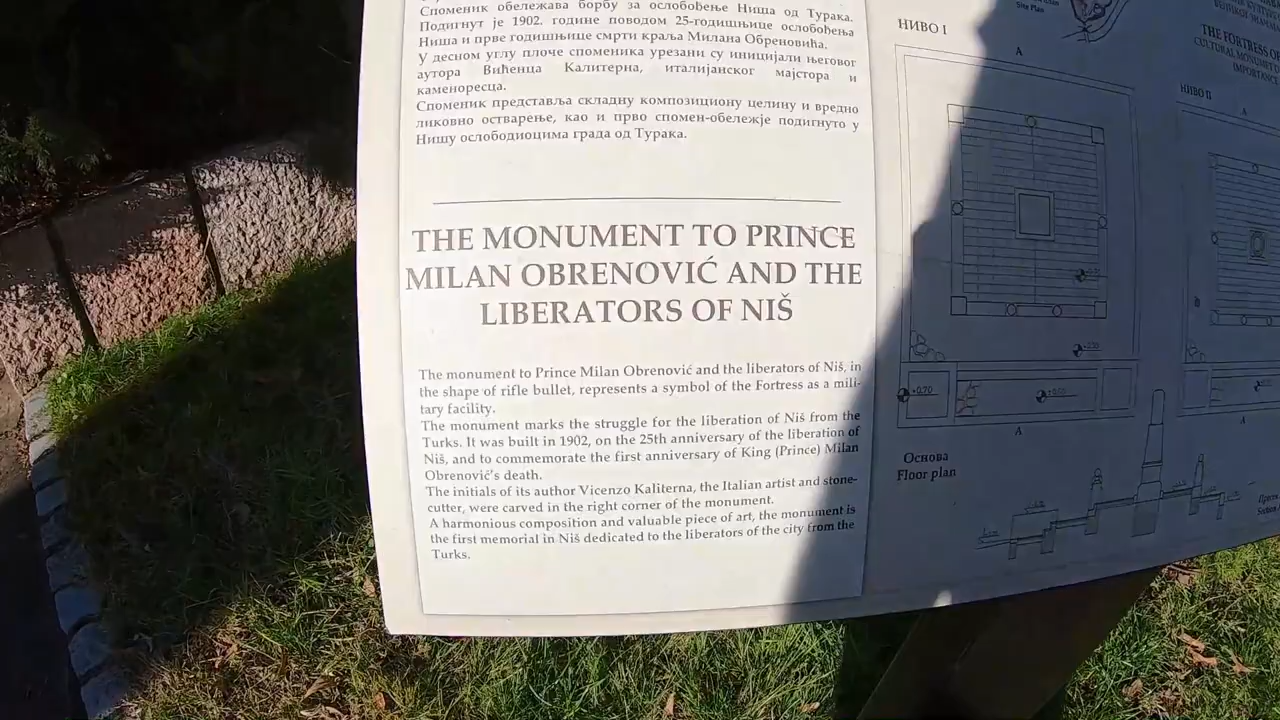 Споменик обележава борбу за ослобођење Ниша од Турака.
Подигнут је 1902. године поводом 25-годишњице ослобођења
Ниша и прве годишњице смрти краља Милана Обреновића.
У десном углу плоче споменика урезани су иницијали његовог
аутора Вићенца Калитерна, италијанског мајстора и
каменоресца.
Споменик представља складну композициону целину и вредно
ликовно остварење, као и прво спомен-обележје подигнуто у
Нишу ослободиоцима града од Турака.
THE MONUMENT TO PRINCE
MILAN OBRENOVIĆ AND THE
LIBERATORS OF NIŠ
The monument to Prince Milan Obrenović and the liberators of Niš, in
the shape of rifle bullet, represents a symbol of the Fortress as a mili-
tary facility.
The monument marks the struggle for the liberation of Niš from the
Turks. It was built in 1902, on the 25th anniversary of the liberation of
Niš, and to commemorate the first anniversary of King (Prince) Milan
Obrenović's death.
The initials of its author Vicenzo Kaliterna, the Italian artist and stone-
cutter, were carved in the right corner of the monument.
A harmonious composition and valuable piece of art, the monument is
the first memorial in Niš dedicated to the liberators of the city from the
Turks.
НИВО I
Site Plan
A
+0.70
A
Основа
Floor plan
THE FORTRESS OF
CULTURAL MONUMENT
IMPORTANCE
НИВО II
A
A